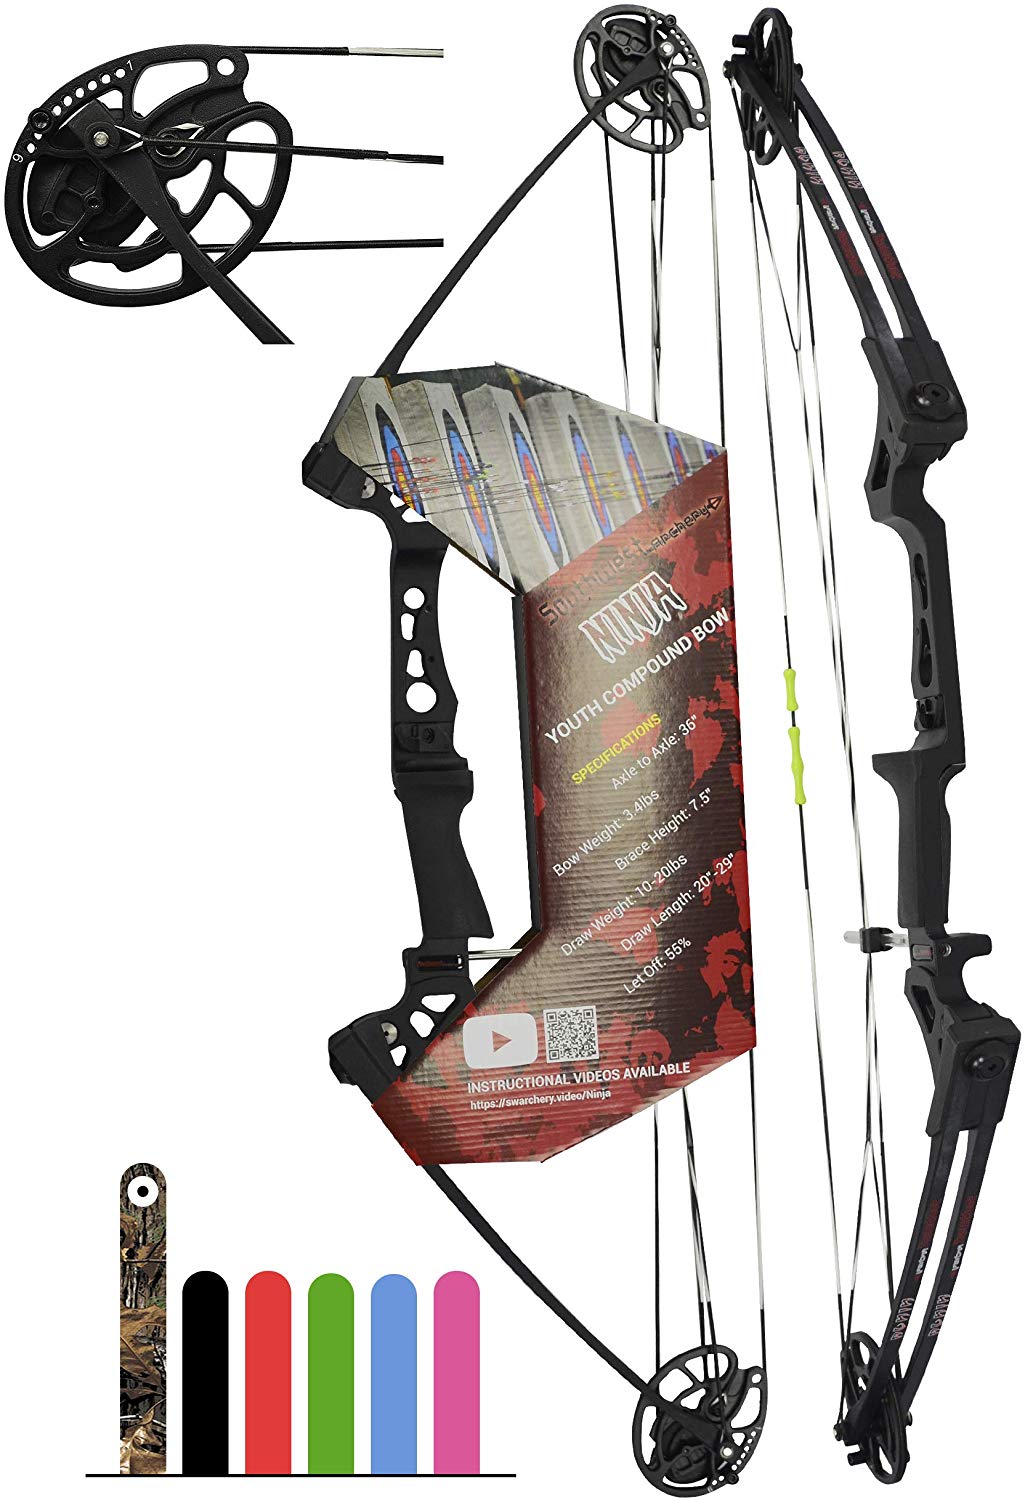 1
9
Southwest
archery
NINJA
YOUTH COMPOUND BOW
SPECIFICATIONS
Axle to Axle: 36"
Bow Weight: 3.4lbs
Brace Height: 7.5"
Draw Weight: 10-20lbs
Draw Length: 20"-29"
Let Off: 55%
INSTRUCTIONAL VIDEOS AVAILABLE
https://swarchery.video/Ninja
NINJA
NINJA
NINJA
NINJA